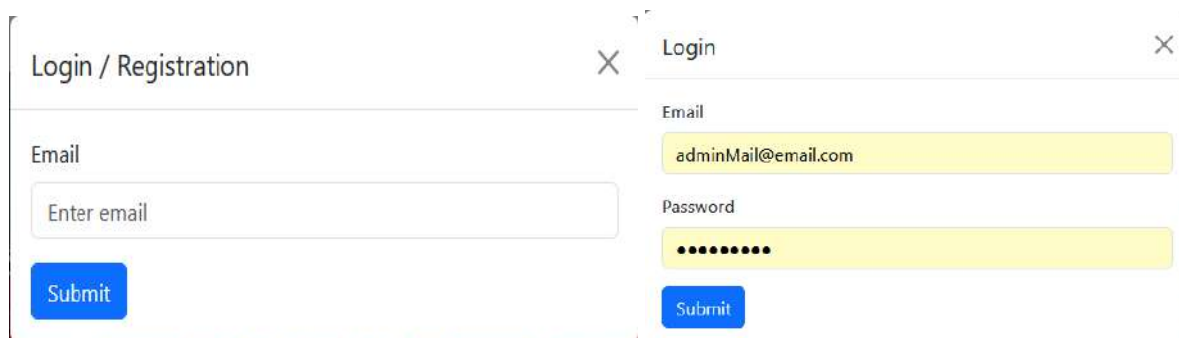 Login / Registration
Email
Enter email
Submit
Login
Email
adminMail@email.com
Password
•••••••••
Submit